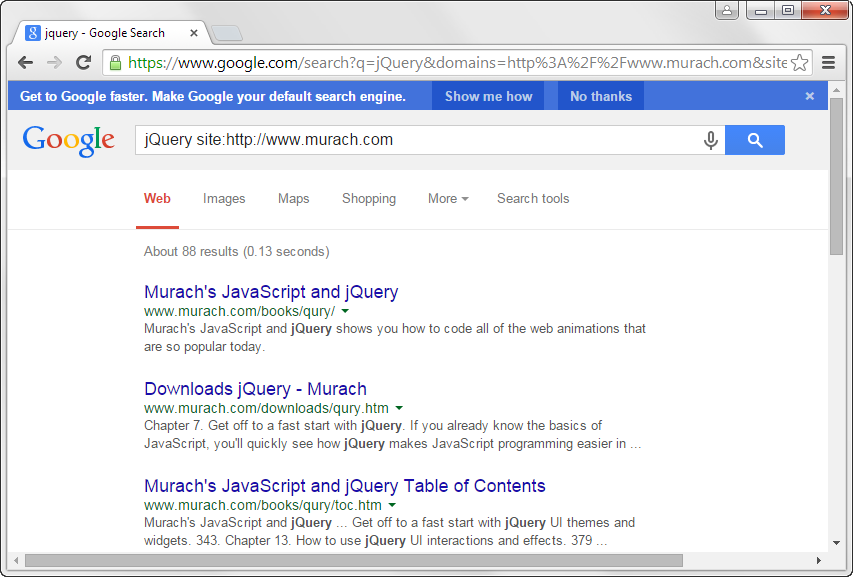 jquery - Google Search
https://www.google.com/search?q=jQuery&domains=http%3A%2F%2Fwww.murach.com&site
Get to Google faster. Make Google your default search engine. Show me how No thanks
Google jQuery site:http://www.murach.com
Web Images Maps Shopping More Search tools
About 88 results (0.13 seconds)
Murach's JavaScript and jQuery
www.murach.com/books/qury/
Murach's JavaScript and jQuery shows you how to code all of the web animations that
are so popular today.
Downloads jQuery - Murach
www.murach.com/downloads/qury.htm
Chapter 7. Get off to a fast start with jQuery. If you already know the basics of
JavaScript, you'll quickly see how jQuery makes JavaScript programming easier in ...
Murach's JavaScript and jQuery Table of Contents
www.murach.com/books/qury/toc.htm
Murach's JavaScript and jQuery ... Get off to a fast start with jQuery UI themes and
widgets. 343. Chapter 13. How to use jQuery UI interactions and effects. 379 ...